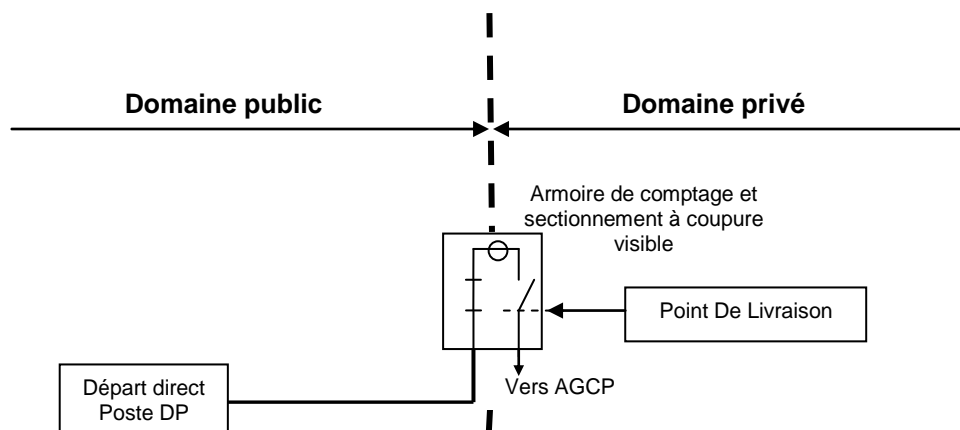 Domaine public
Domaine privé
Armoire de comptage et
sectionnement à coupure
visible
Point De Livraison
Départ direct
Poste DP
Vers AGCP